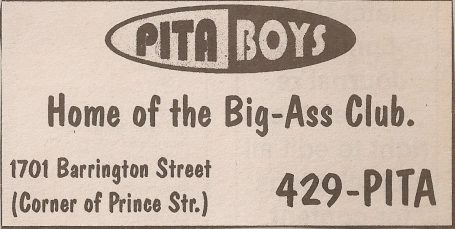 PITA BOYS
Home of the Big-Ass Club.
1701 Barrington Street
(Corner of Prince Str.)
429-PITA